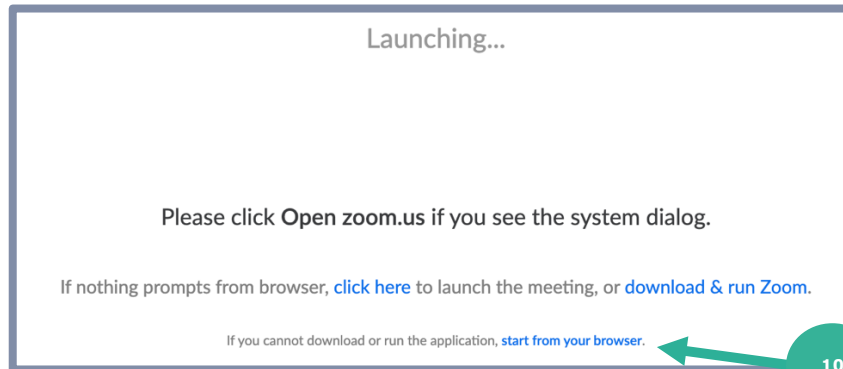 Launching...
Please click Open zoom.us if you see the system dialog.
If nothing prompts from browser, click here to launch the meeting, or download & run Zoom.
If you cannot download or run the application, start from your browser.
10